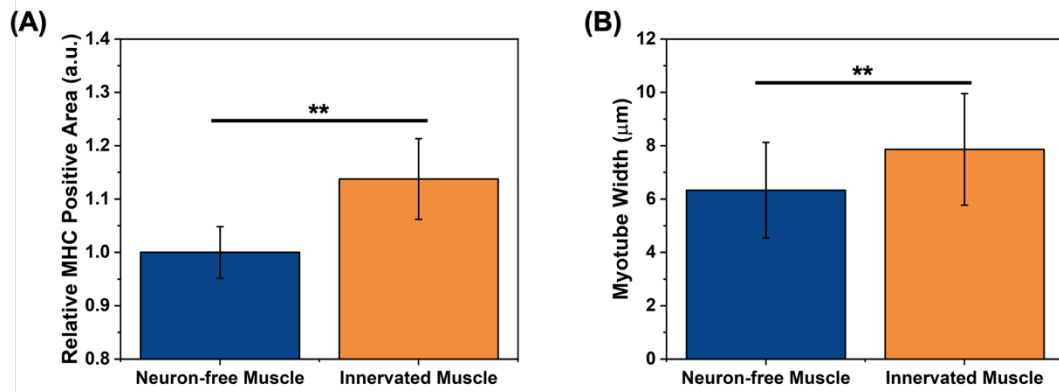 (A)
Relative MHC Positive Area (a.u.)
1.4
1.3
1.2
1.1
1.0
0.9
0.8
**
Neuron-free Muscle
Innervated Muscle
(B)
Myotube Width (μm)
12
10
8
6
4
2
0
**
Neuron-free Muscle
Innervated Muscle